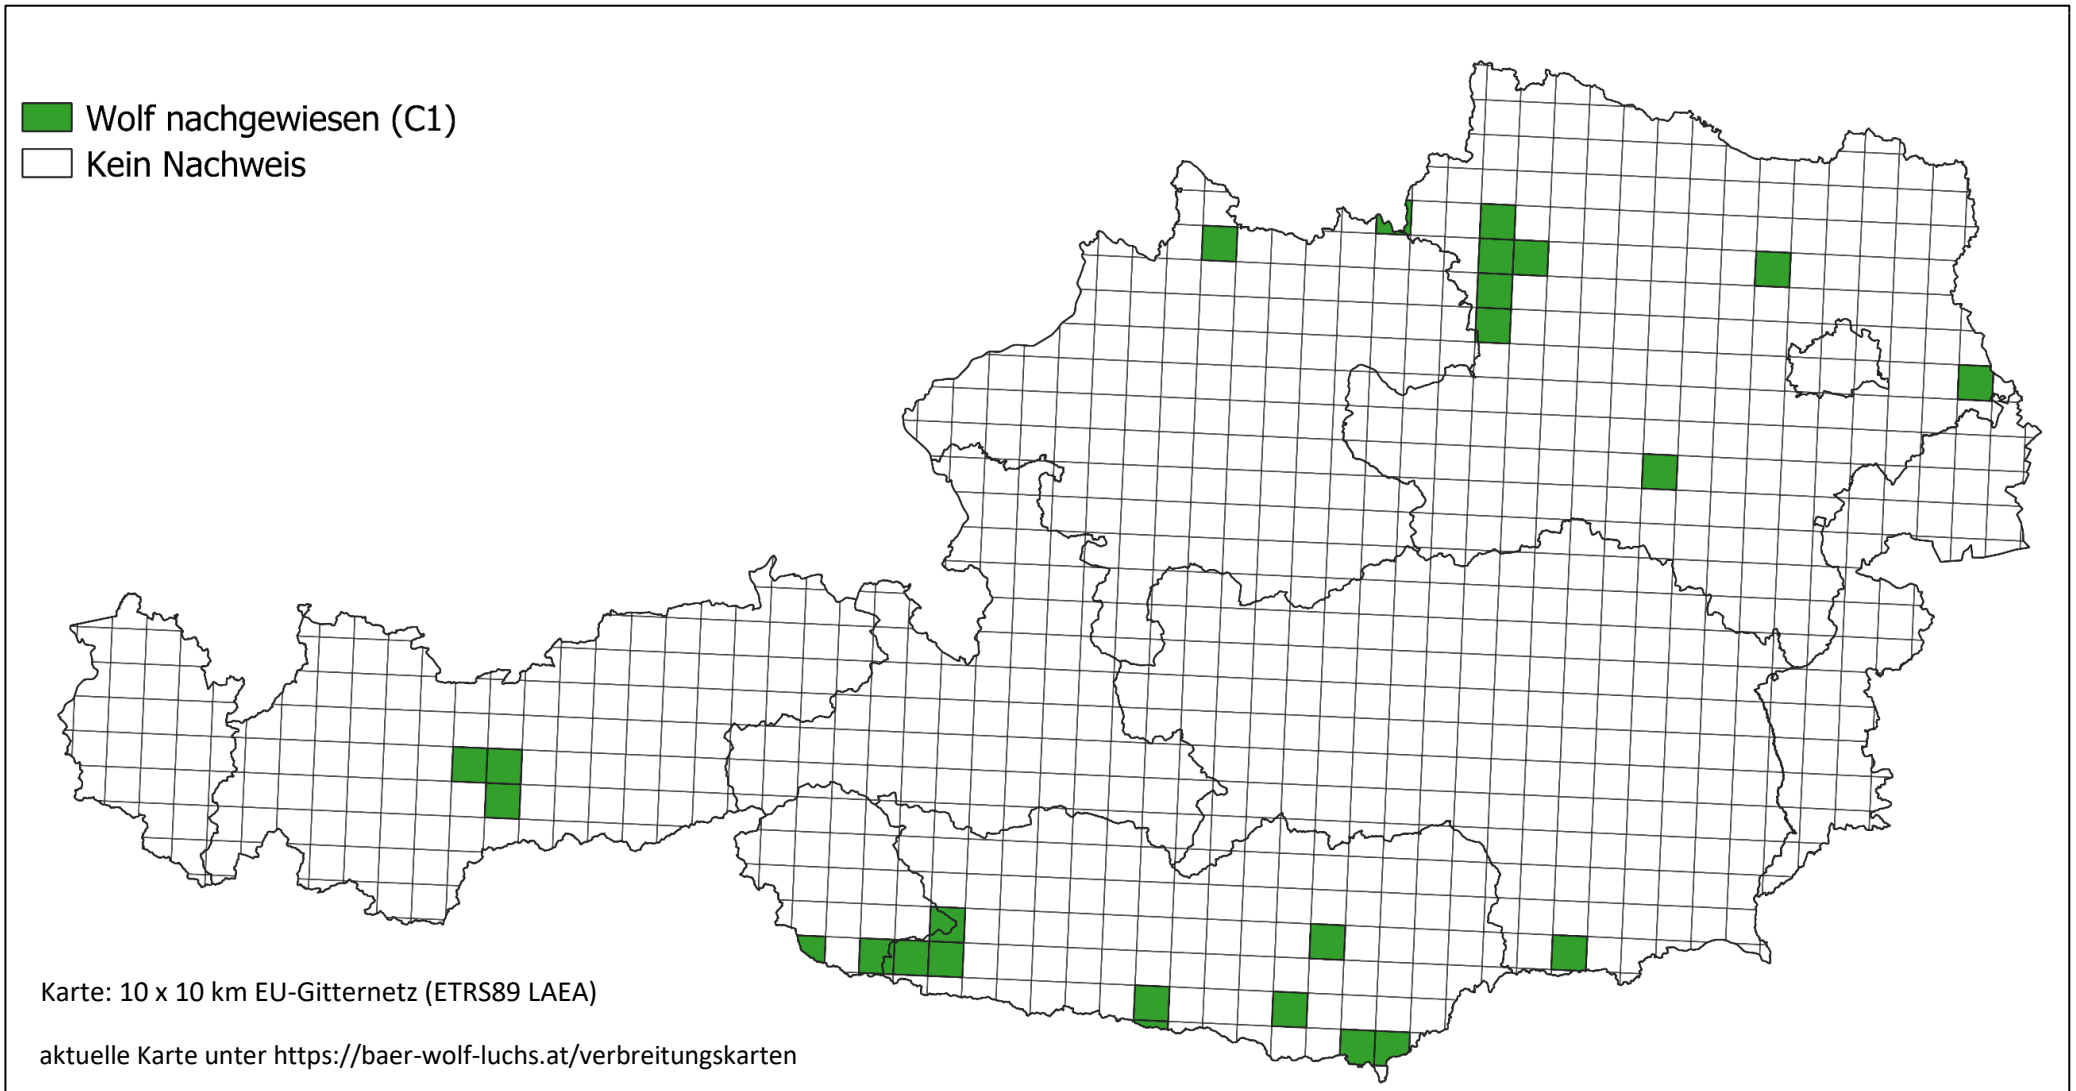 Wolf nachgewiesen (C1)
Kein Nachweis
Karte: 10 x 10 km EU-Gitternetz (ETRS89 LAEA)
aktuelle Karte unter https://baer-wolf-luchs.at/verbreitungskarten